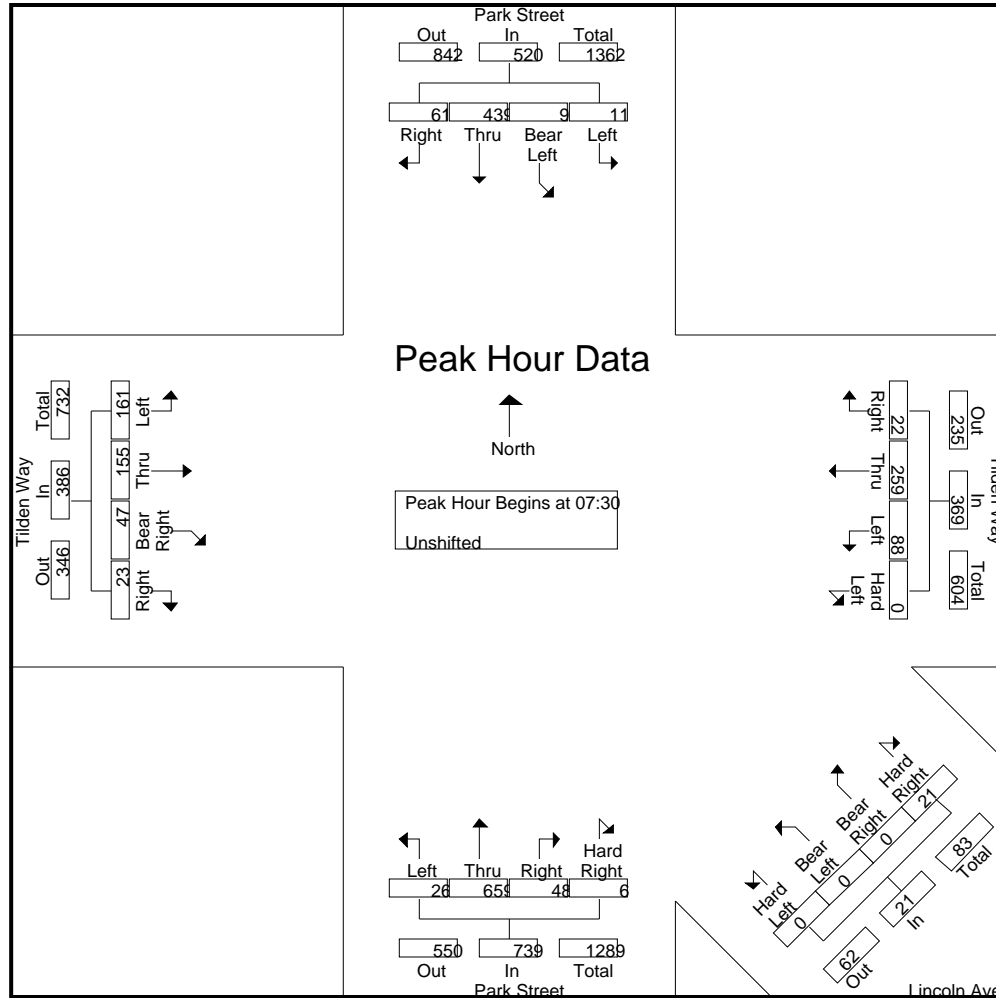 Park Street
Out In Total
842 520 1362
61 439 9 11
Right Thru Bear Left Left
Peak Hour Data
North
Peak Hour Begins at 07:30
Unshifted
Tilden Way
Total In Out
732 386 346
161 155 47 23
Left Thru Bear Right Right
Right Thru Left Hard Left
22 259 88 0
Out In Total
235 369 604
Tilden Way
Left Thru Right Hard Right
26 659 48 6
550 739 1289
Out In Total
Park Street
Hard Left Bear Left Bear Right Hard Right
0 0 0 21
62 21 83
Out In Total
Lincoln Ave